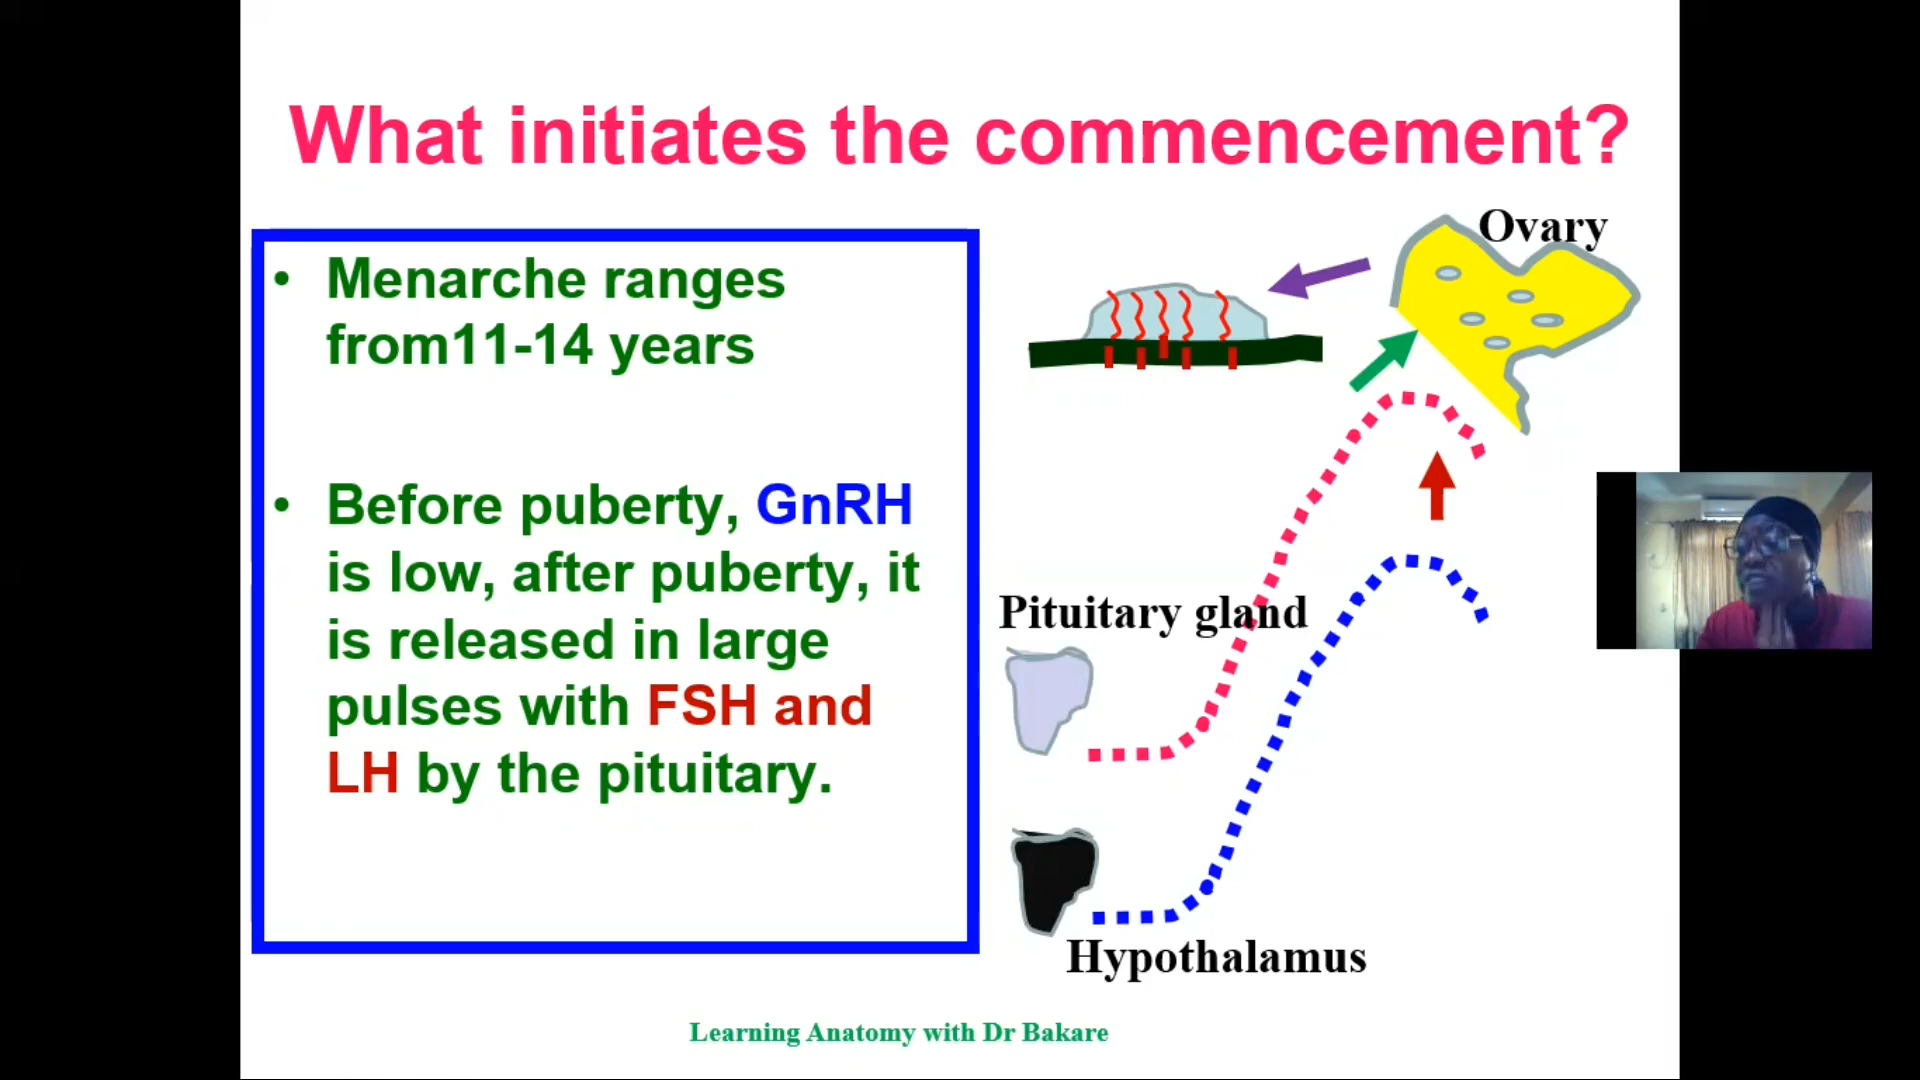 What initiates the commencement?
• Menarche ranges
from11-14 years
• Before puberty, GnRH
is low, after puberty, it
is released in large
pulses with FSH and
LH by the pituitary.
Ovary
Pituitary gland
Hypothalamus
Learning Anatomy with Dr Bakare